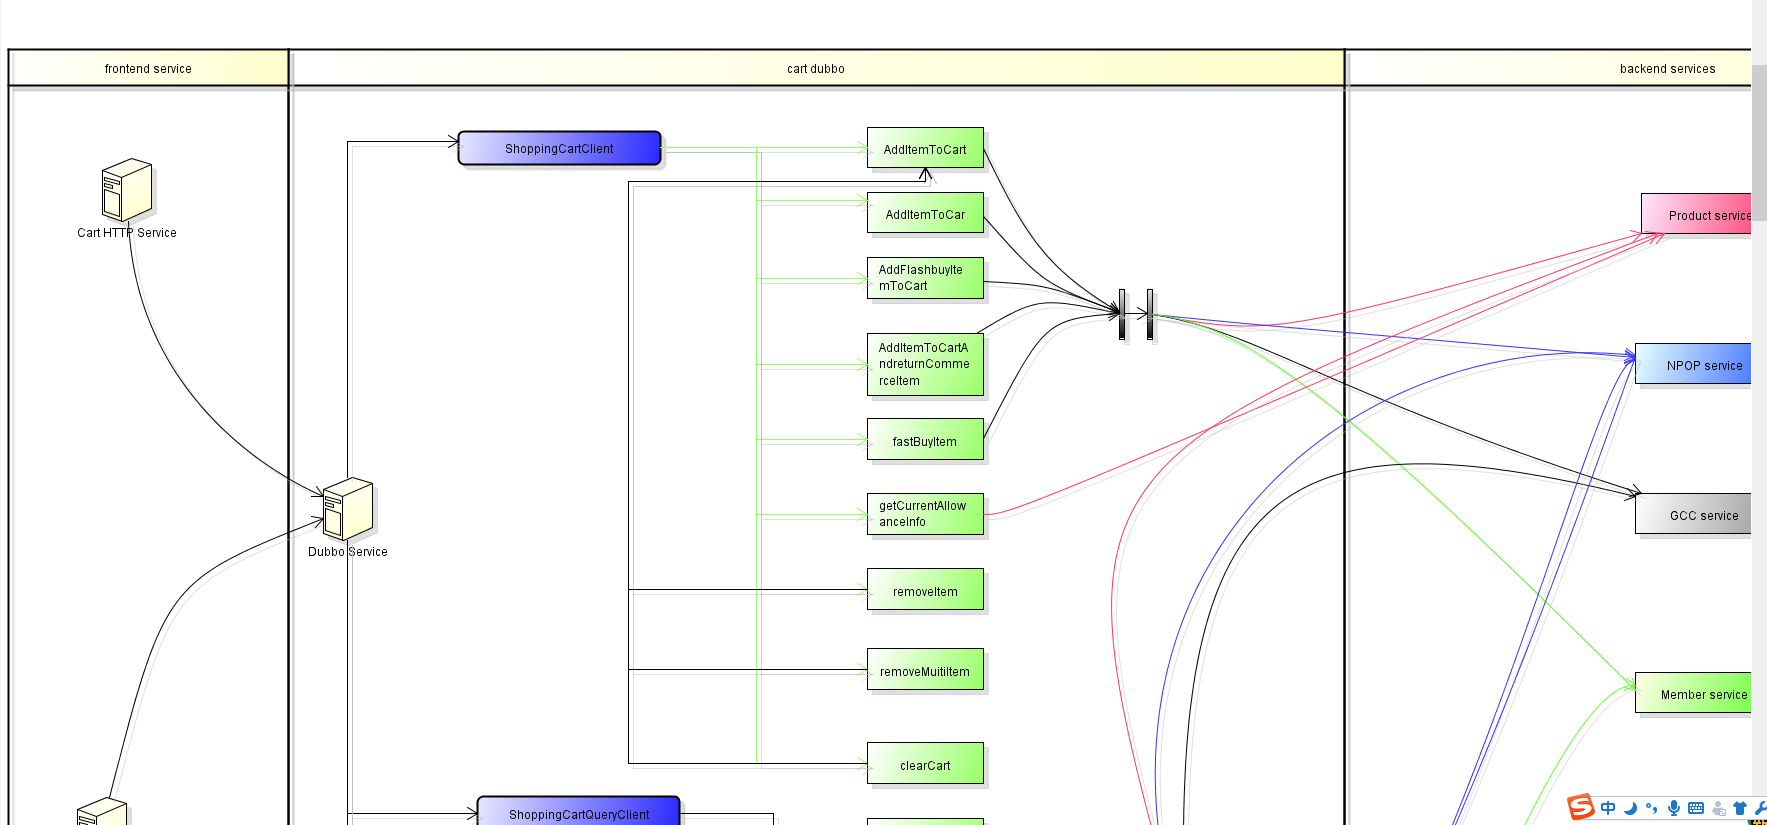 frontend service
cart dubbo
backend services
ShoppingCartClient
AddItemToCart
AddItemToCar
Product service
Cart HTTP Service
AddFlashbuyIte
mToCart
AddItemToCartA
ndreturnComme
rceItem
NPOP service
fastBuyItem
getCurrentAllow
anceInfo
GCC service
Dubbo Service
removeItem
removeMuitiItem
Member service
clearCart
ShoppingCartQueryClient
S 中